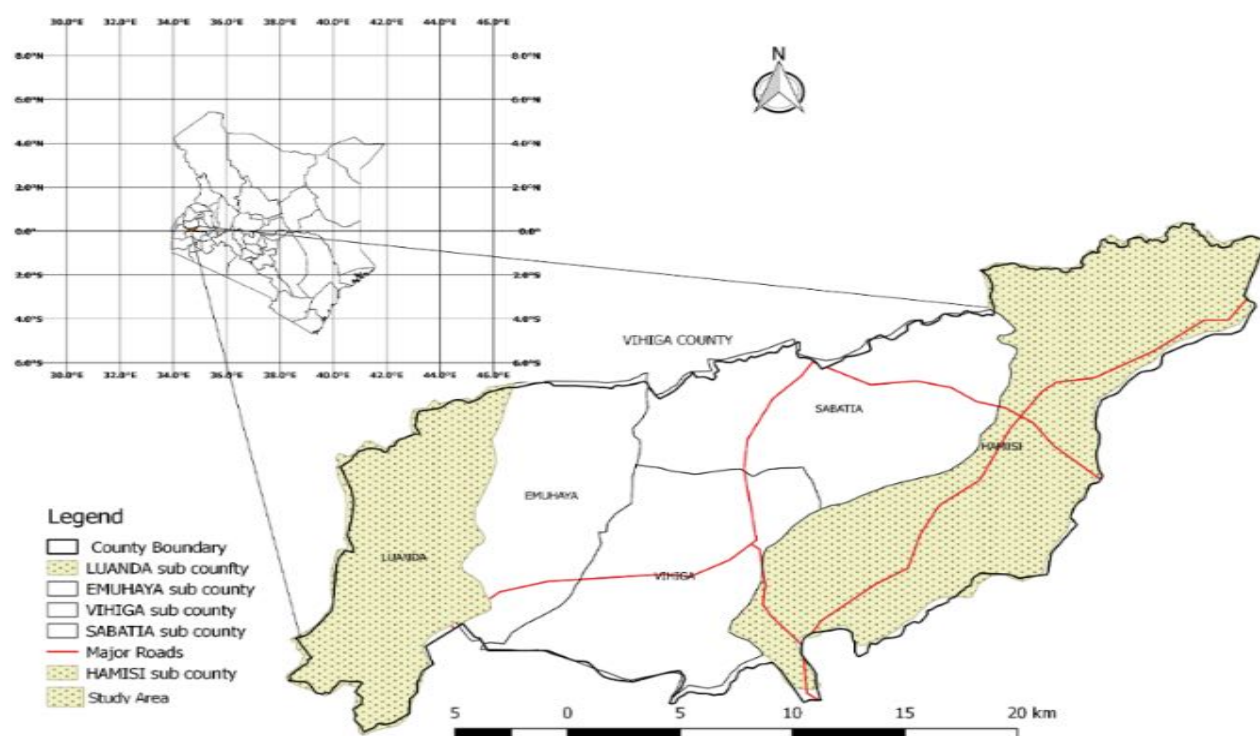 30.0°E 32.0°E 34.0°E 36.0°E 38.0°E 40.0°E 42.0°E 44.0°E 46.0°E
8.0°N 8.0°N
6.0°N 6.0°N
4.0°N 4.0°N
2.0°N 2.0°N
0.0° 0.0°
2.0°S 2.0°S
4.0°S 4.0°S
6.0°S 6.0°S
30.0°E 32.0°E 34.0°E 36.0°E 38.0°E 40.0°E 42.0°E 44.0°E 46.0°E
N
VIHIGA COUNTY
SABATIA
HAMISI
EMUHAYA
LUANDA
VIHIGA
Legend
County Boundary
LUANDA sub counfty
EMUHAYA sub county
VIHIGA sub county
SABATIA sub county
Major Roads
HAMISI sub county
Study Area
5 0 5 10 15 20 km